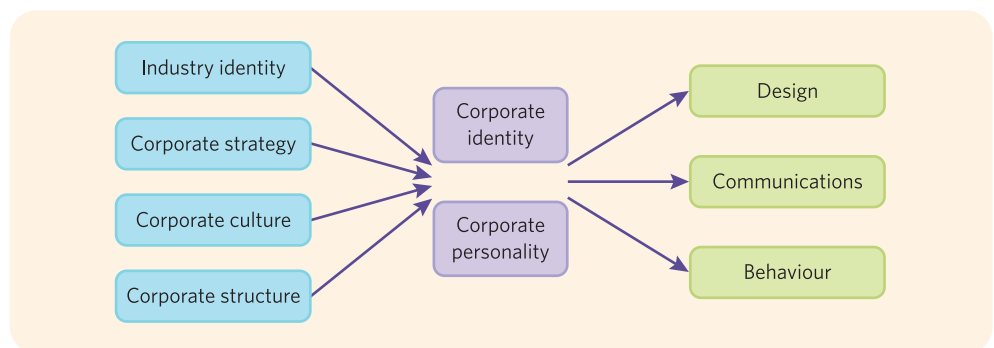 Industry identity
Corporate strategy
Corporate culture
Corporate structure
Corporate
identity
Corporate
personality
Design
Communications
Behaviour